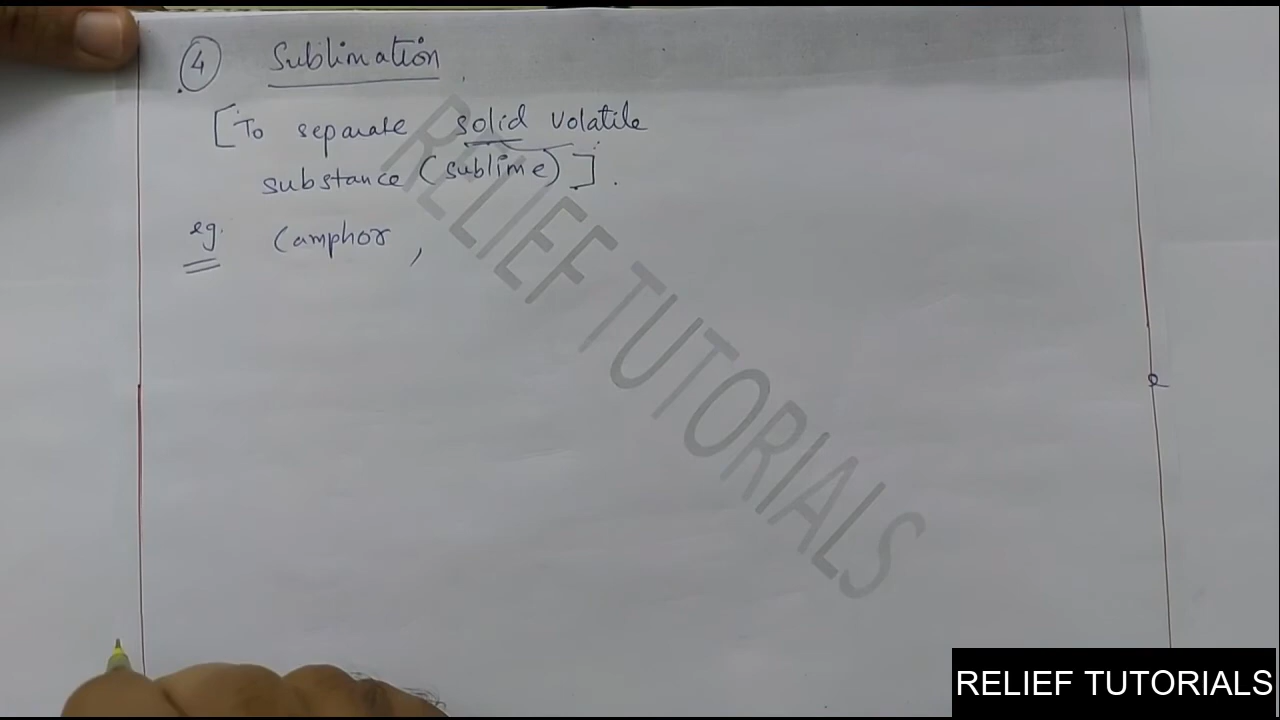 4 Sublimation
[To separate solid volatile
substance (sublime)].
eg. Camphor,
RELIEF TUTORIALS
RELIEF TUTORIALS